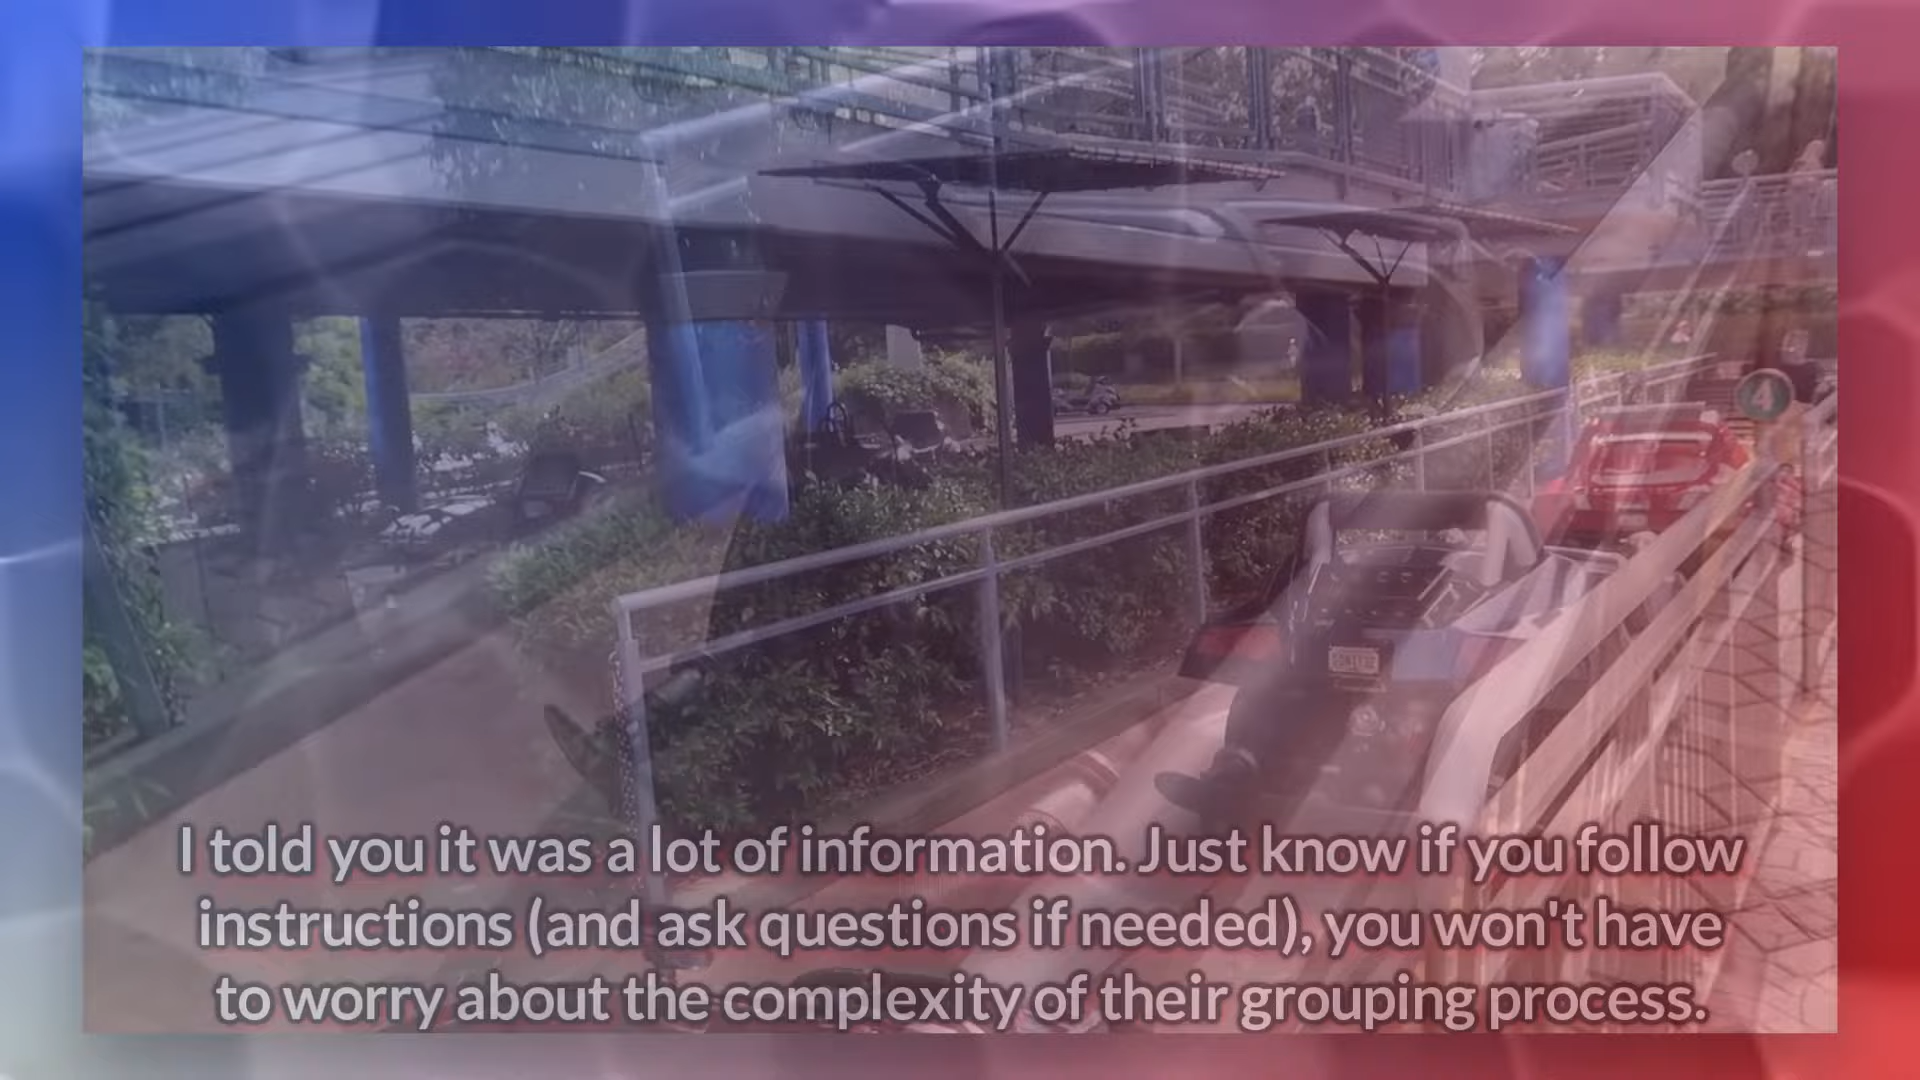 4
I told you it was a lot of information. Just know if you follow
instructions (and ask questions if needed), you won't have
to worry about the complexity of their grouping process.